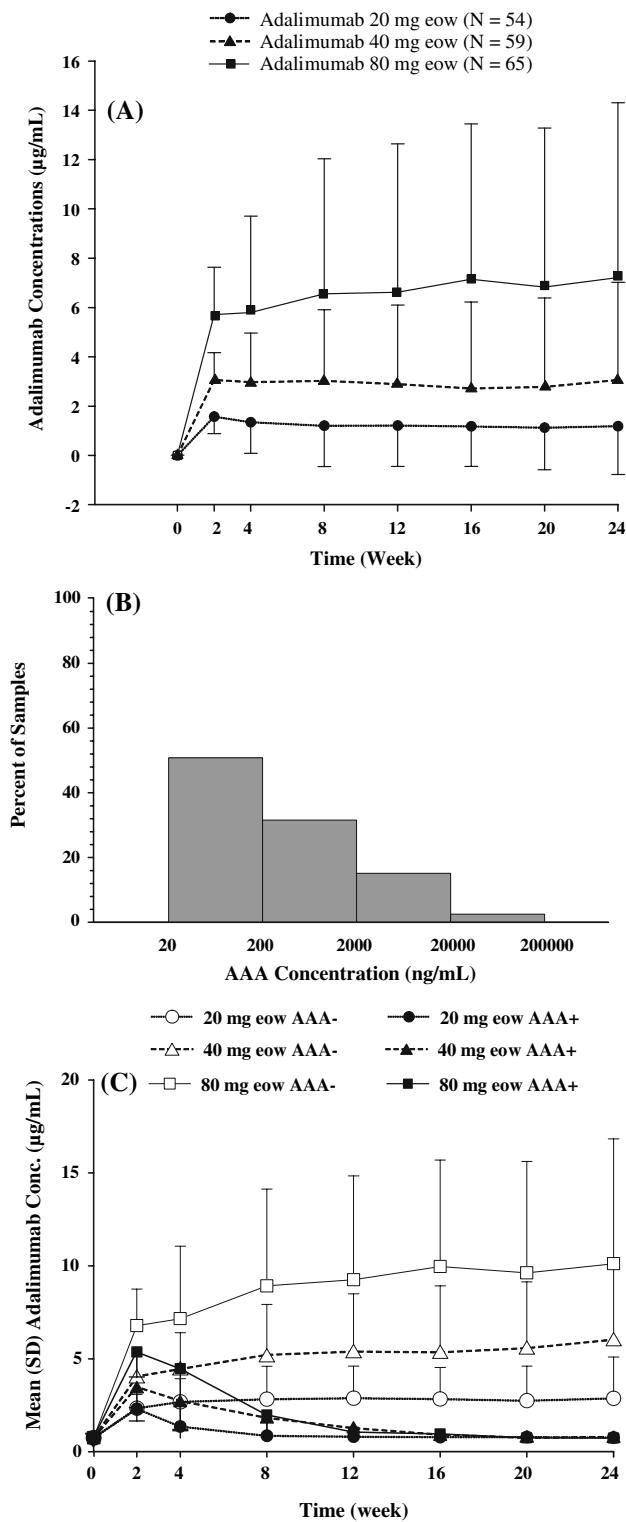 Adalimumab 20 mg eow (N = 54)
Adalimumab 40 mg eow (N = 59)
Adalimumab 80 mg eow (N = 65)
(A)
Adalimumab Concentrations (µg/mL)
16
14
12
10
8
6
4
2
0
-2
0 2 4 8 12 16 20 24
Time (Week)
(B)
Percent of Samples
100
80
60
40
20
0
20 200 2000 20000 200000
AAA Concentration (ng/mL)
20 mg eow AAA- 20 mg eow AAA+
40 mg eow AAA- 40 mg eow AAA+
80 mg eow AAA- 80 mg eow AAA+
(C)
Mean (SD) Adalimumab Conc. (µg/mL)
20
15
10
5
0
0 2 4 8 12 16 20 24
Time (week)